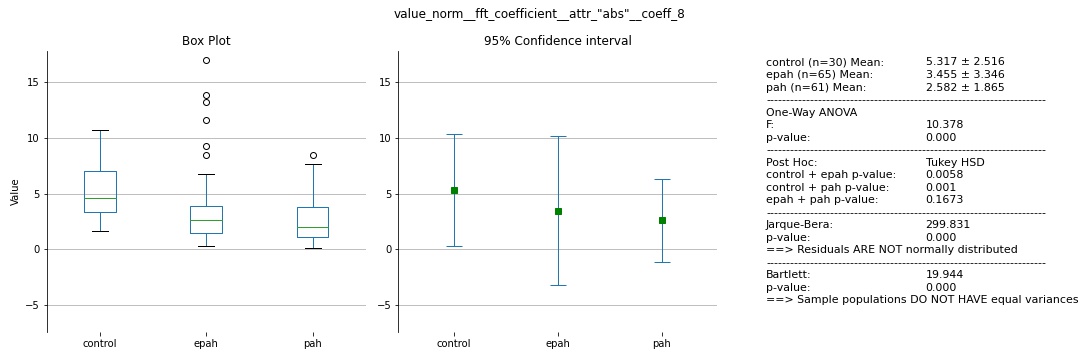 value_norm__fft_coefficient__attr_"abs"__coeff_8
Box Plot
Value
15
10
5
0
−5
control epah pah
95% Confidence interval
15
10
5
0
−5
control epah pah
control (n=30) Mean: 5.317 ± 2.516
epah (n=65) Mean: 3.455 ± 3.346
pah (n=61) Mean: 2.582 ± 1.865
One-Way ANOVA
F: 10.378
p-value: 0.000
Post Hoc: Tukey HSD
control + epah p-value: 0.0058
control + pah p-value: 0.001
epah + pah p-value: 0.1673
Jarque-Bera: 299.831
p-value: 0.000
==> Residuals ARE NOT normally distributed
Bartlett: 19.944
p-value: 0.000
==> Sample populations DO NOT HAVE equal variances